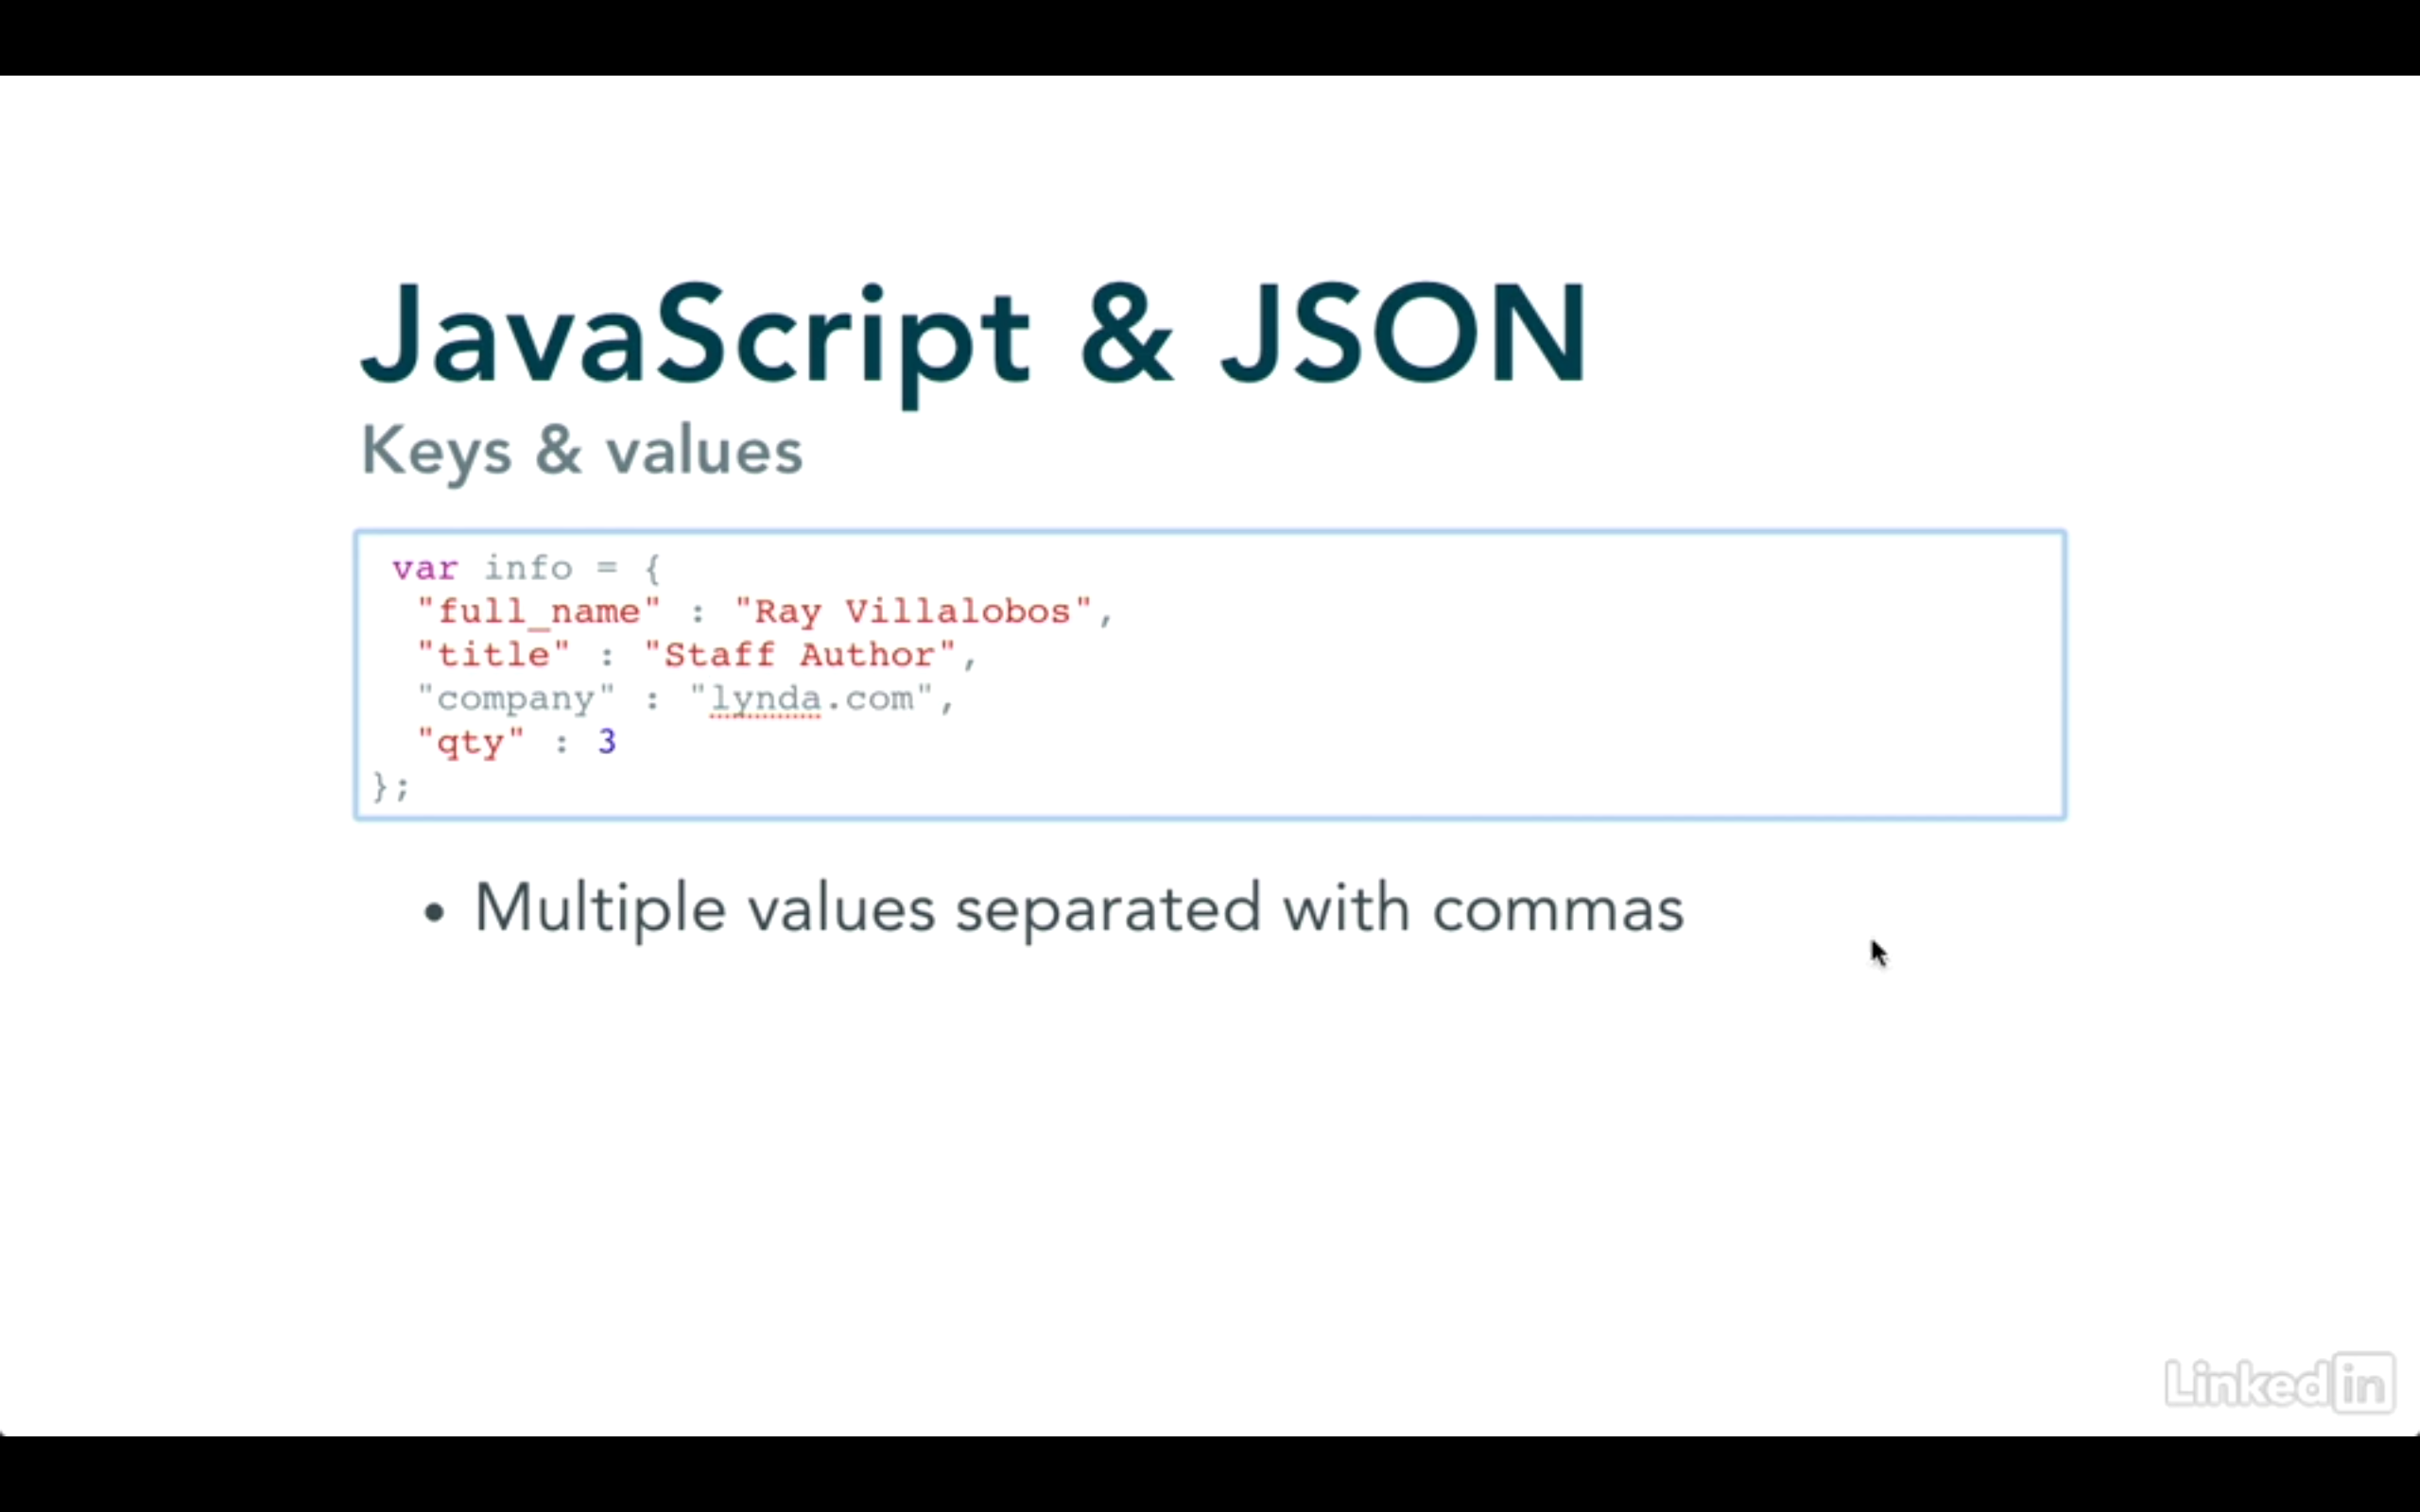 JavaScript & JSON
Keys & values
var info = {
"full_name" : "Ray Villalobos",
"title" : "Staff Author",
"company" : "lynda.com",
"qty" : 3
};
• Multiple values separated with commas
LinkedIn